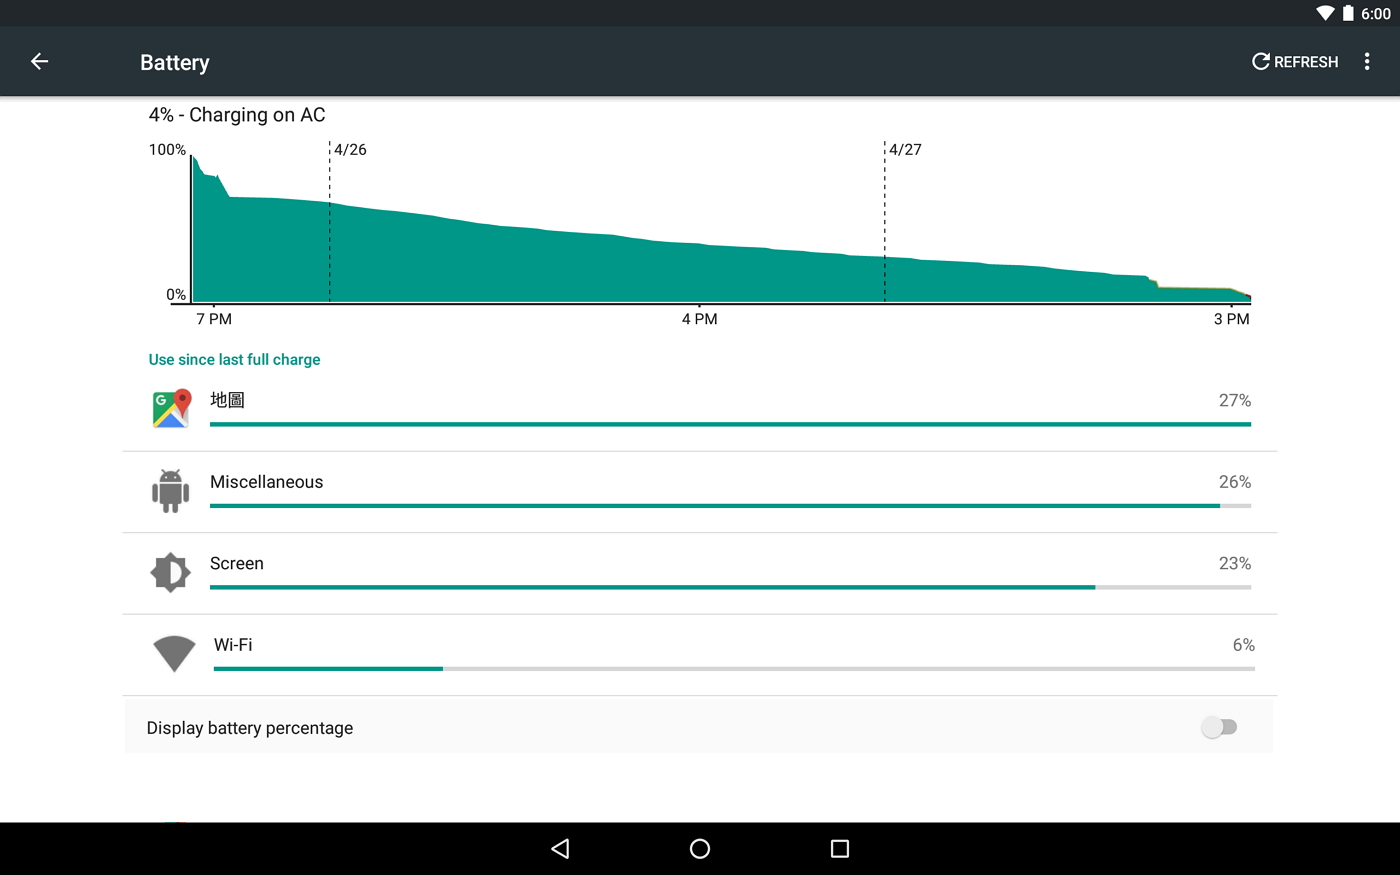 6:00
Battery
REFRESH
4% - Charging on AC
100%
4/26
4/27
0%
7 PM
4 PM
3 PM
Use since last full charge
G
地圖
27%
Miscellaneous
26%
Screen
23%
Wi-Fi
6%
Display battery percentage